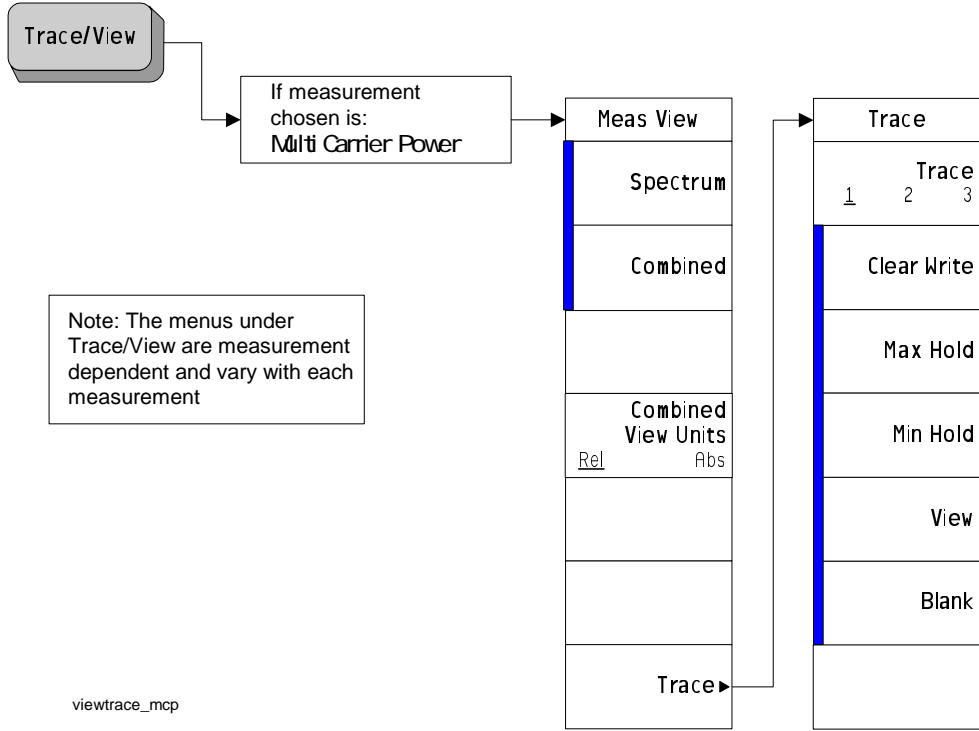 Trace/View
If measurement
chosen is:
Multi Carrier Power
Note: The menus under
Trace/View are measurement
dependent and vary with each
measurement
Meas View
Spectrum
Combined
Combined
View Units
Rel Abs
Trace
Trace
Trace
1 2 3
Clear Write
Max Hold
Min Hold
View
Blank
viewtrace_mcp